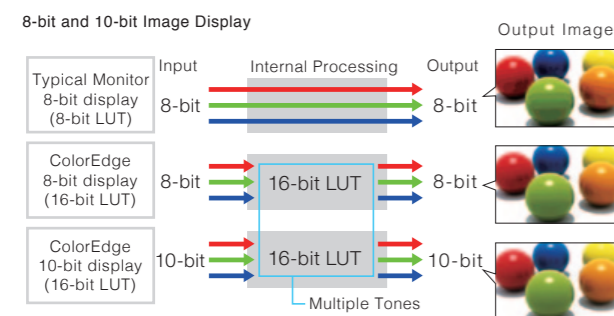 8-bit and 10-bit Image Display
Output Image
Input
Internal Processing
Output
Typical Monitor
8-bit display
(8-bit LUT)
8-bit
8-bit
ColorEdge
8-bit display
(16-bit LUT)
8-bit
16-bit LUT
8-bit
ColorEdge
10-bit display
(16-bit LUT)
10-bit
16-bit LUT
10-bit
Multiple Tones